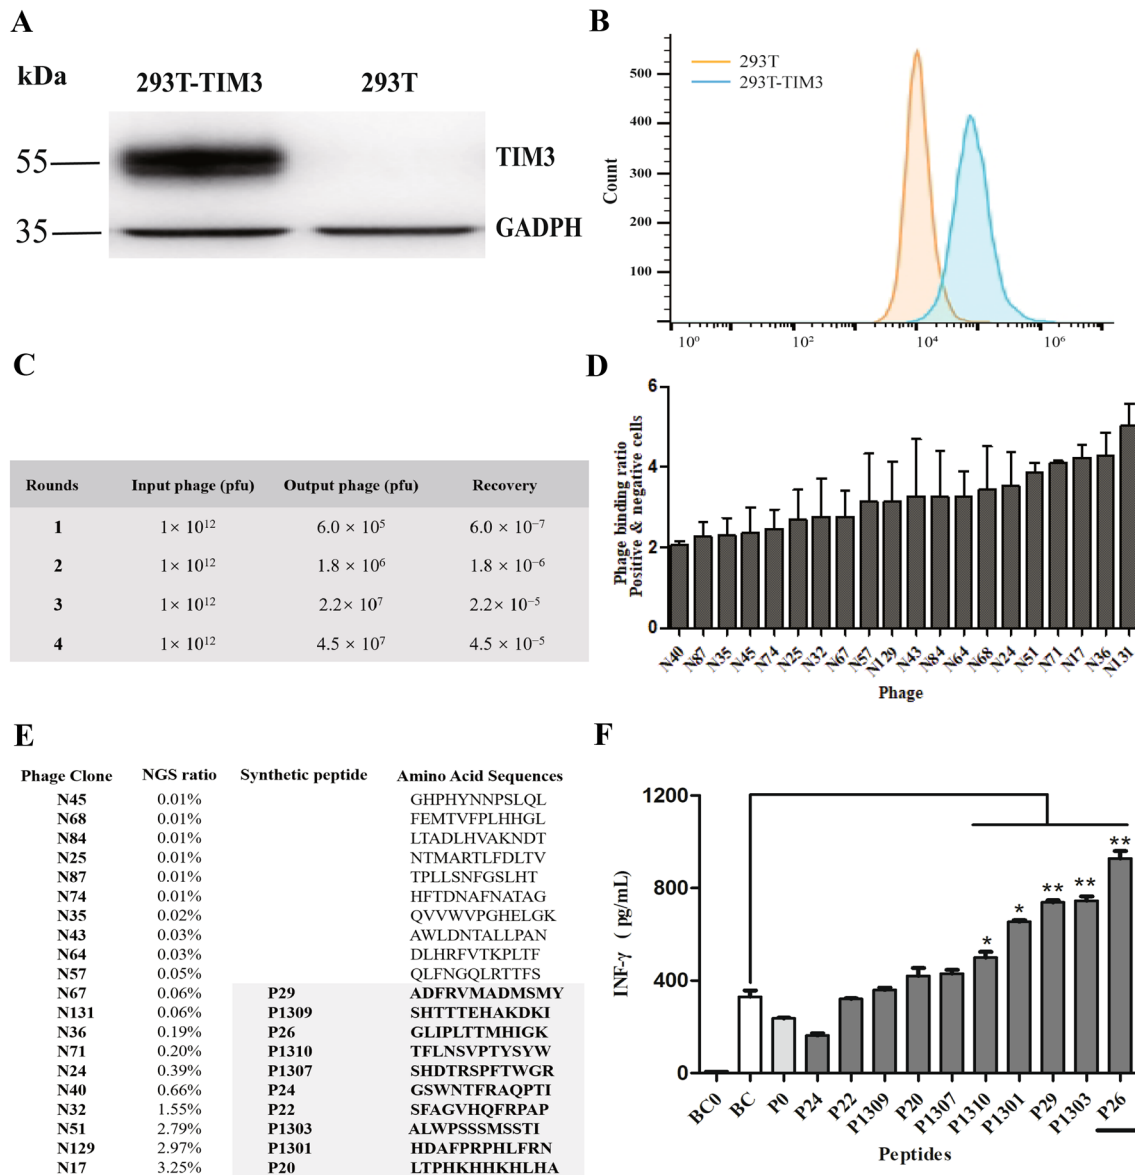 A
kDa
293T-TIM3 293T
55
TIM3
35
GADPH
B
293T
293T-TIM3
500
400
300
200
100
Count
10⁰ 10² 10⁴ 10⁶
C
Rounds Input phage (pfu) Output phage (pfu) Recovery
1 1× 10¹² 6.0 × 10⁵ 6.0 × 10⁻⁷
2 1× 10¹² 1.8 × 10⁶ 1.8 × 10⁻⁶
3 1× 10¹² 2.2× 10⁷ 2.2× 10⁻⁵
4 1× 10¹² 4.5 × 10⁷ 4.5 × 10⁻⁵
D
Phage binding ratio
Positive & negative cells
6
4
2
0
N40 N87 N35 N45 N74 N25 N32 N67 N57 N129 N43 N84 N64 N68 N24 N51 N71 N17 N36 N131
Phage
E
Phage Clone NGS ratio Synthetic peptide Amino Acid Sequences
N45 0.01% GHPHYNNPSLQL
N68 0.01% FEMTVFPLHHGL
N84 0.01% LTADLHVAKNDT
N25 0.01% NTMARTLFDLTV
N87 0.01% TPLLSNFGSLHT
N74 0.01% HFTDNAFNATAG
N35 0.02% QVVWVPGHELGK
N43 0.03% AWLDNTALLPAN
N64 0.03% DLHRFVTKPLTF
N57 0.05% QLFNGQLRTTFS
N67 0.06% P29 ADFRVMADMSMY
N131 0.06% P1309 SHTTTEHAKDKI
N36 0.19% P26 GLIPLTTMHIGK
N71 0.20% P1310 TFLNSVPTYSYW
N24 0.39% P1307 SHDTRSPFTWGR
N40 0.66% P24 GSWNTFRAQPTI
N32 1.55% P22 SFAGVHQFRPAP
N51 2.79% P1303 ALWPSSSMSSTI
N129 2.97% P1301 HDAFPRPHLFRN
N17 3.25% P20 LTPHKHHKHLHA
F
INF-γ ( pg/mL)
1200
800
400
0
* * ** ** **
BC0 BC P0 P24 P22 P1309 P20 P1307 P1310 P1301 P29 P1303 P26
Peptides